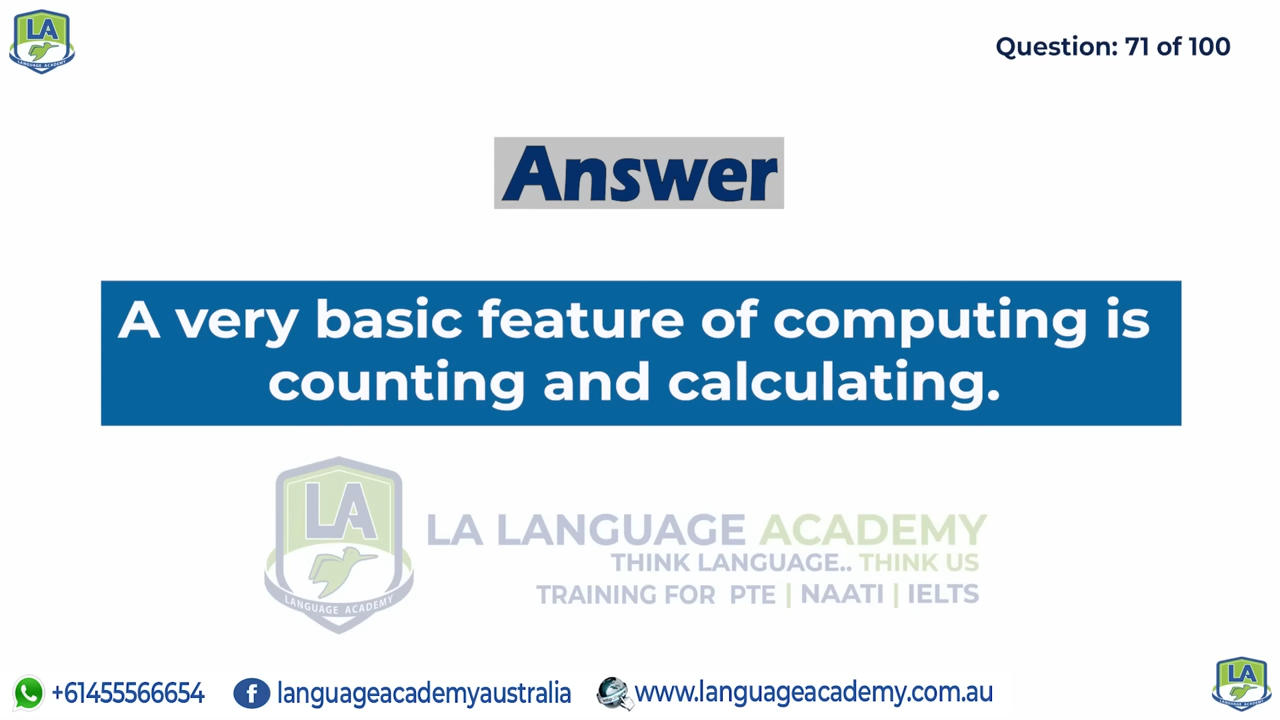 LA
LANGUAGE ACADEMY
Question: 71 of 100
Answer
A very basic feature of computing is
counting and calculating.
LA
LANGUAGE ACADEMY
LA LANGUAGE ACADEMY
THINK LANGUAGE.. THINK US
TRAINING FOR PTE | NAATI | IELTS
+61455566654
languageacademyaustralia
www.languageacademy.com.au
LA
LANGUAGE ACADEMY